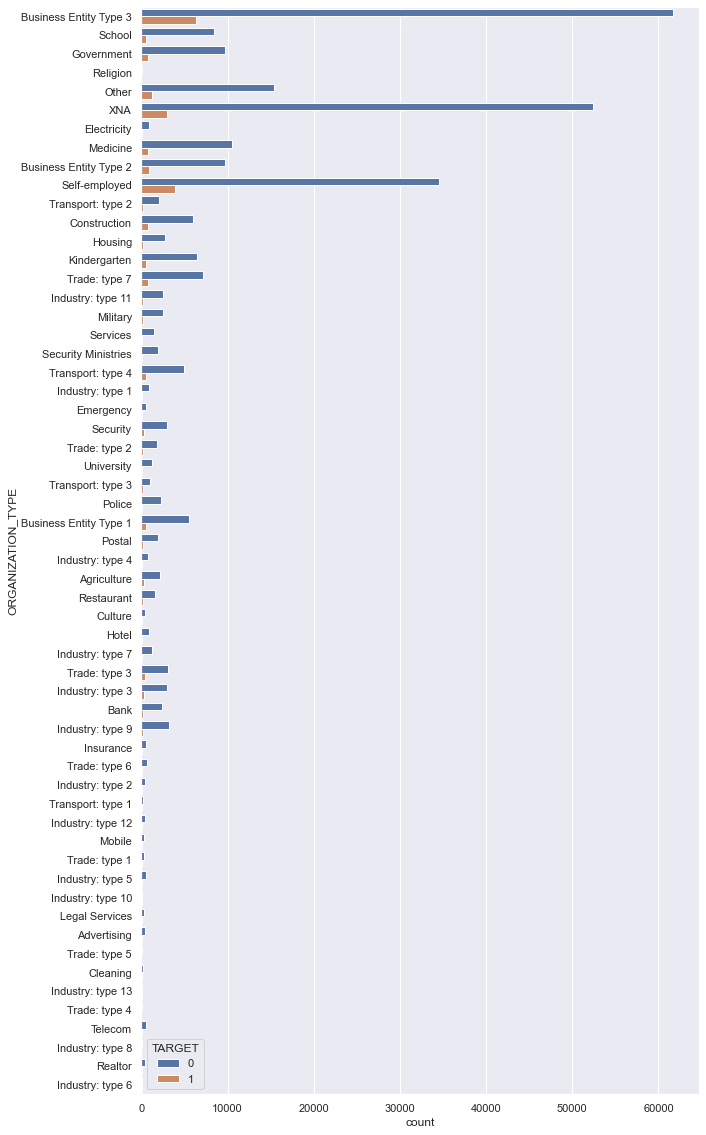 Business Entity Type 3
School
Government
Religion
Other
XNA
Electricity
Medicine
Business Entity Type 2
Self-employed
Transport: type 2
Construction
Housing
Kindergarten
Trade: type 7
Industry: type 11
Military
Services
Security Ministries
Transport: type 4
Industry: type 1
Emergency
Security
Trade: type 2
University
Transport: type 3
Police
Business Entity Type 1
Postal
Industry: type 4
Agriculture
Restaurant
Culture
Hotel
Industry: type 7
Trade: type 3
Industry: type 3
Bank
Industry: type 9
Insurance
Trade: type 6
Industry: type 2
Transport: type 1
Industry: type 12
Mobile
Trade: type 1
Industry: type 5
Industry: type 10
Legal Services
Advertising
Trade: type 5
Cleaning
Industry: type 13
Trade: type 4
Telecom
Industry: type 8
Realtor
Industry: type 6
ORGANIZATION_TYPE
TARGET
0
1
0 10000 20000 30000 40000 50000 60000
count